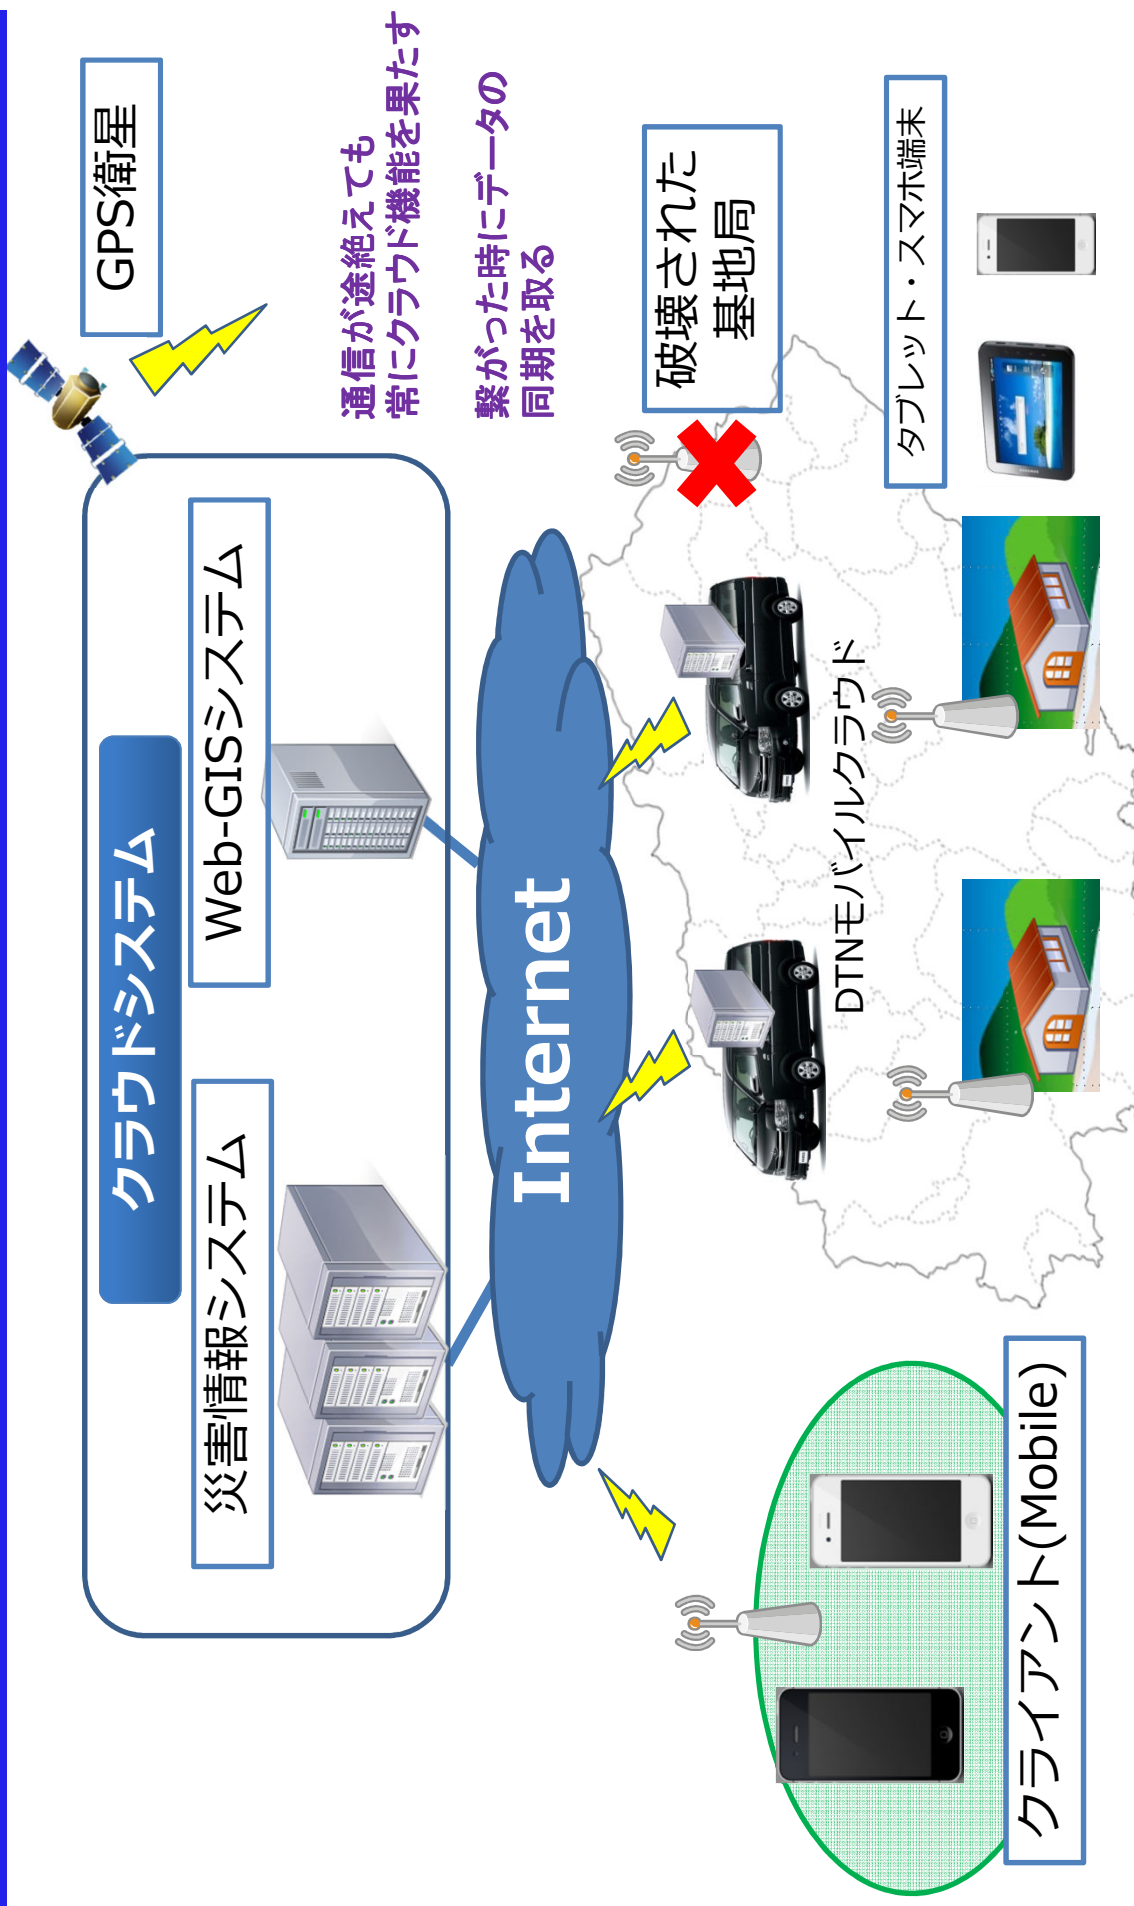 クラウドシステム
災害情報システム
Web-GISシステム
GPS衛星
通信が途絶えても
常にクラウド機能を果たす
繋がった時にデータの
同期を取る
Internet
破壊された
基地局
DTNモバイルクラウド
タブレット・スマホ端末
クライアント(Mobile)